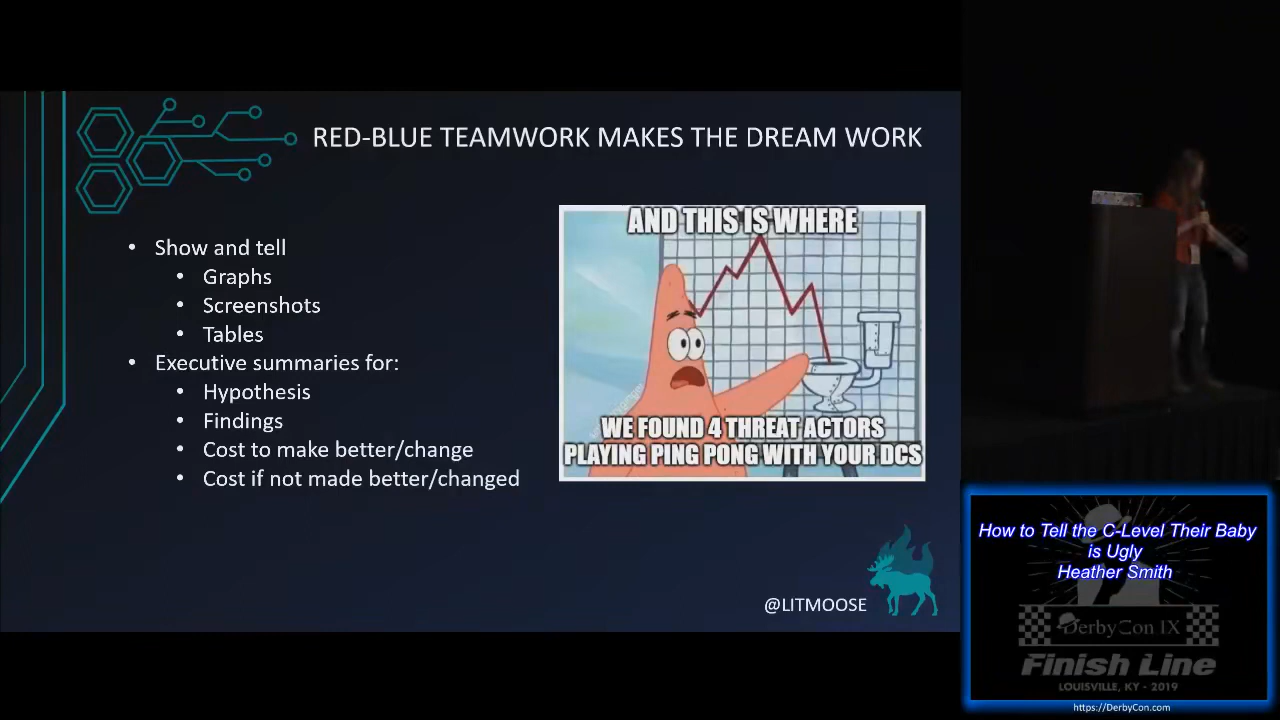 RED-BLUE TEAMWORK MAKES THE DREAM WORK
• Show and tell
• Graphs
• Screenshots
• Tables
• Executive summaries for:
• Hypothesis
• Findings
• Cost to make better/change
• Cost if not made better/changed
AND THIS IS WHERE
WE FOUND 4 THREAT ACTORS
PLAYING PING PONG WITH YOUR DCS
@LITMOOSE
How to Tell the C-Level Their Baby
is Ugly
Heather Smith
DerbyCon IX
Finish Line
LOUISVILLE, KY - 2019
https://DerbyCon.com